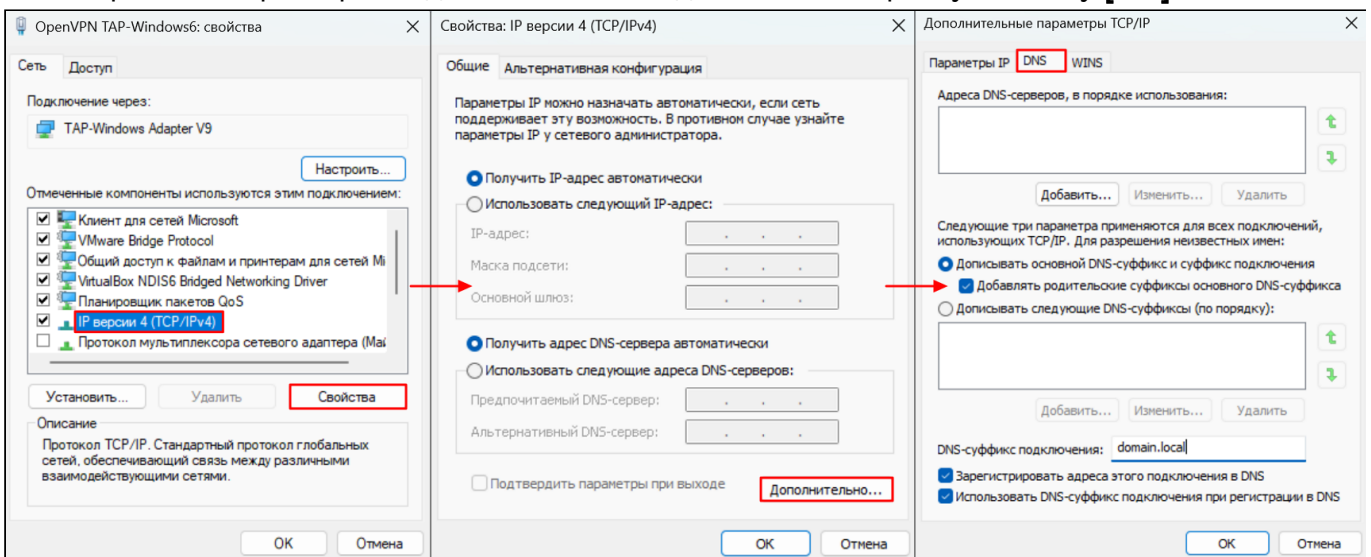 OpenVPN TAP-Windows6: свойства
Сеть Доступ
Подключение через:
TAP-Windows Adapter V9
Настроить...
Отмеченные компоненты используются этим подключением:
Клиент для сетей Microsoft
VMware Bridge Protocol
Общий доступ к файлам и принтерам для сетей Mi
VirtualBox NDIS6 Bridged Networking Driver
Планировщик пакетов QoS
IP версии 4 (TCP/IPv4)
Протокол мультиплексора сетевого адаптера (Май
Установить... Удалить Свойства
Описание
Протокол TCP/IP. Стандартный протокол глобальных
сетей, обеспечивающий связь между различными
взаимодействующими сетями.
ОК Отмена
Свойства: IP версии 4 (TCP/IPv4)
Общие Альтернативная конфигурация
Параметры IP можно назначать автоматически, если сеть
поддерживает эту возможность. В противном случае узнайте
параметры IP у сетевого администратора.
Получить IP-адрес автоматически
Использовать следующий IP-адрес:
IP-адрес:
Маска подсети:
Основной шлюз:
Получить адрес DNS-сервера автоматически
Использовать следующие адреса DNS-серверов:
Предпочитаемый DNS-сервер:
Альтернативный DNS-сервер:
Подтвердить параметры при выходе
Дополнительно...
ОК Отмена
Дополнительные параметры TCP/IP
Параметры IP DNS WINS
Адреса DNS-серверов, в порядке использования:
Добавить... Изменить... Удалить
Следующие три параметра применяются для всех подключений,
использующих TCP/IP. Для разрешения неизвестных имен:
Дописывать основной DNS-суффикс и суффикс подключения
Добавлять родительские суффиксы основного DNS-суффикса
Дописывать следующие DNS-суффиксы (по порядку):
Добавить... Изменить... Удалить
DNS-суффикс подключения: domain.local
Зарегистрировать адреса этого подключения в DNS
Использовать DNS-суффикс подключения при регистрации в DNS
ОК Отмена